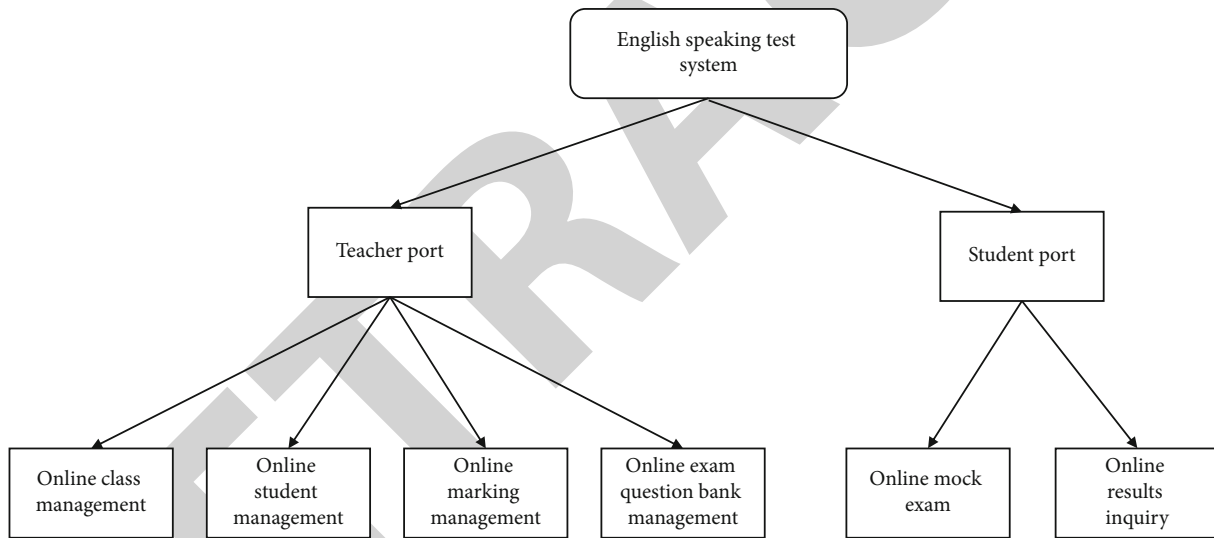 English speaking test
system
Teacher port
Student port
Online class
management
Online
student
management
Online
marking
management
Online exam
question bank
management
Online mock
exam
Online
results
inquiry